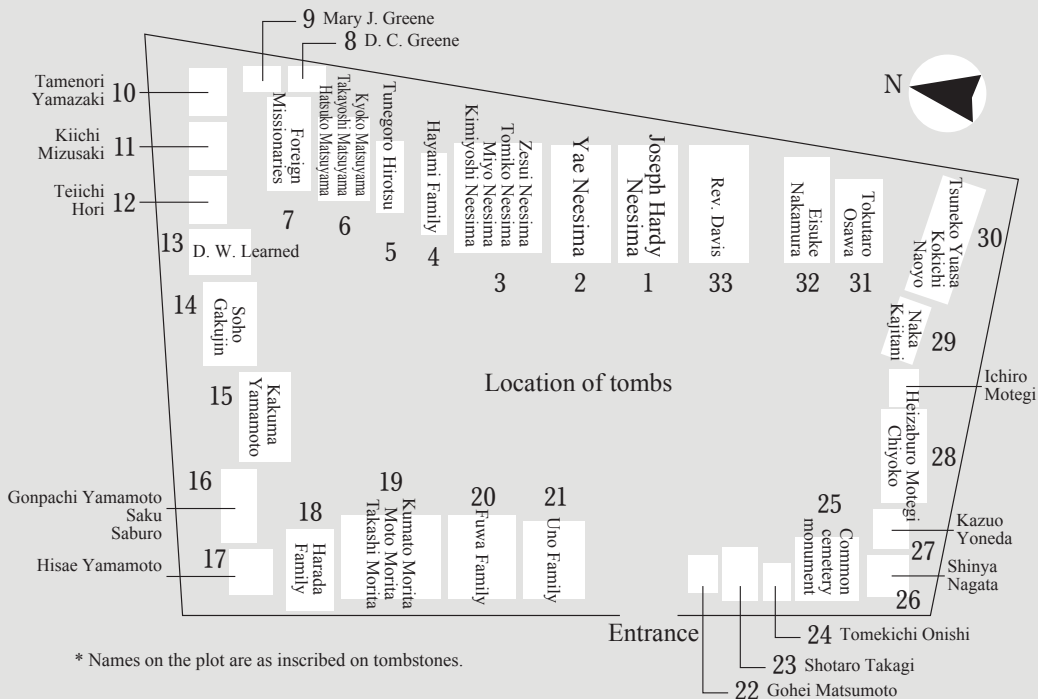 9 Mary J. Greene
8 D. C. Greene
N
Tamenori
Yamazaki 10
Kiichi
Mizusaki 11
Teiichi
Hori 12
13 D. W. Learned
14 Soho
Gakujin
15 Kakuma
Yamamoto
16
Gonpachi Yamamoto
Saku
Saburo
17
Hisae Yamamoto
Foreign
Missionaries
7
Kyoko Matsuyama
Takayoshi Matsuyama
Hatsuko Matsuyama
6
Tunegoro Hirotsu
5
Hayami Family
4
Zesui Neesima
Tomiko Neesima
Miyo Neesima
Kimiyoshi Neesima
3
Yae Neesima
2
Joseph Hardy
Neesima
1
Rev. Davis
33
Eisuke
Nakamura
32
Tokutaro
Osawa
31
Tsuneko Yuasa
Kokichi
Naoyo
30
Naka
Kajitani
29
Ichiro
Motegi
Heizaburo Motegi
Chiyoko
28
Kazuo
Yoneda
27
Shinya
Nagata
26
Location of tombs
18
Harada
Family
19
Kumato Morita
Moto Morita
Takashi Morita
20
Fuwa Family
21
Uno Family
25
Common
cemetery
monument
Entrance
24 Tomekichi Onishi
23 Shotaro Takagi
22 Gohei Matsumoto
* Names on the plot are as inscribed on tombstones.